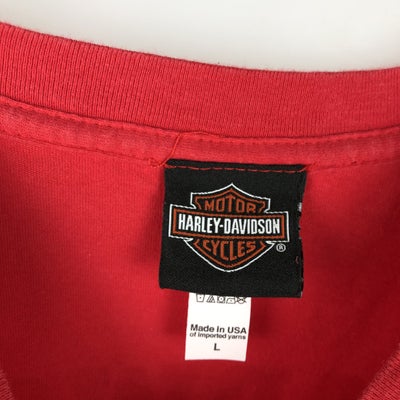 MOTOR
HARLEY-DAVIDSON
CYCLES
®
Made in USA
of imported yarns
L